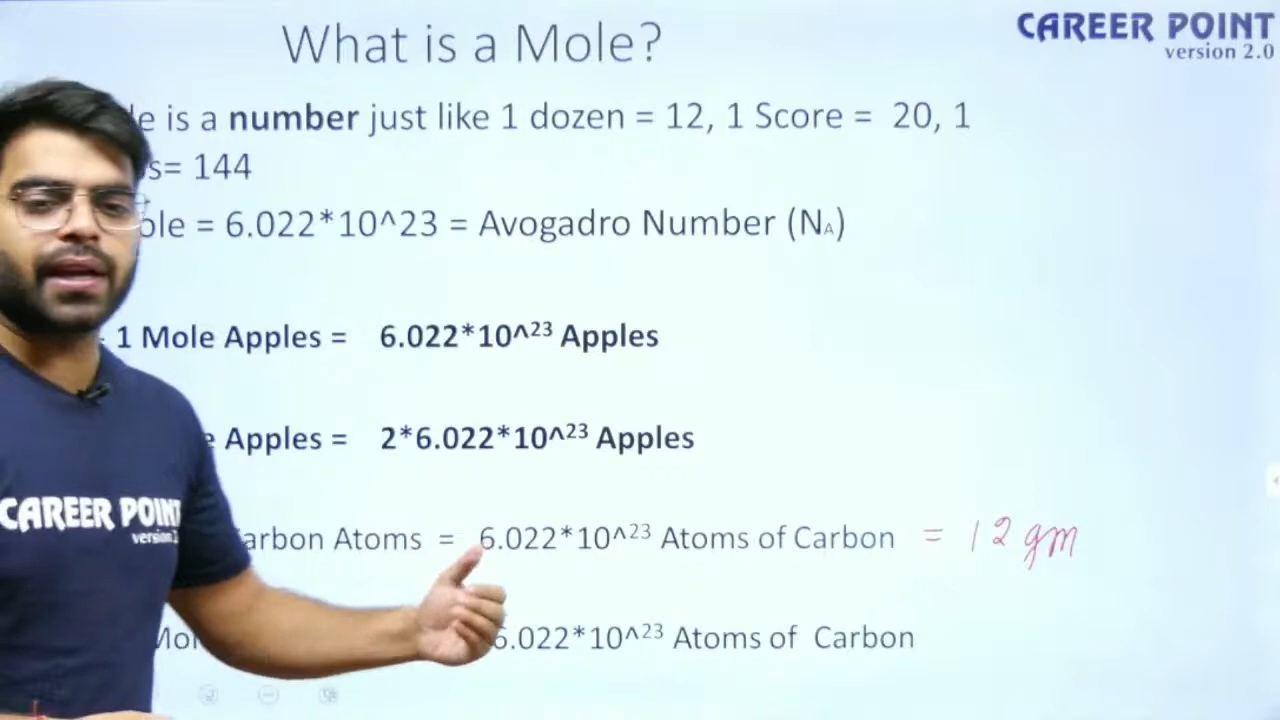 What is a Mole?
CAREER POINT
version 2.0
is a number just like 1 dozen = 12, 1 Score = 20, 1
= 144
= 6.022*10^23 = Avogadro Number (NA)
1 Mole Apples = 6.022*10^23 Apples
Apples = 2*6.022*10^23 Apples
arbon Atoms = 6.022*10^23 Atoms of Carbon = 12 gm
6.022*10^23 Atoms of Carbon
CAREER POINT
version 2